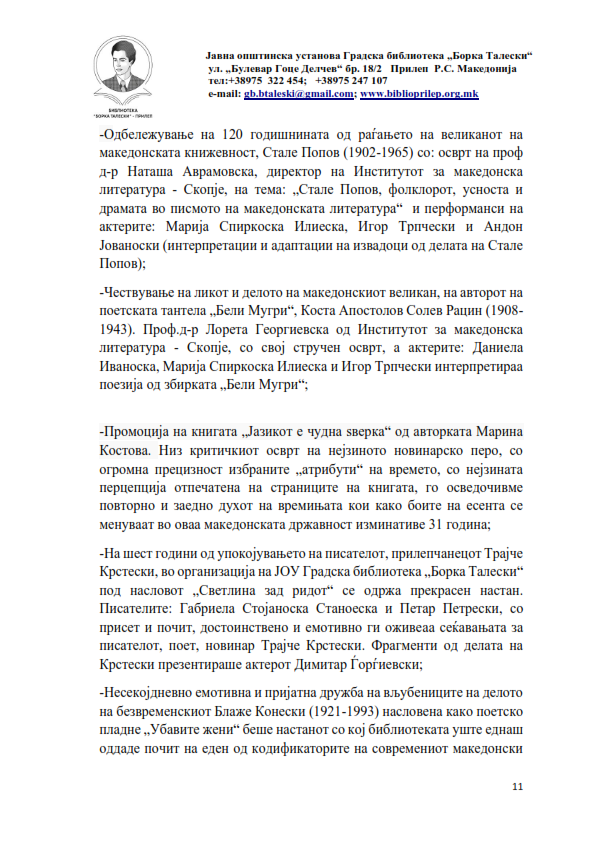 Јавна општинска установа Градска библиотека „Борка Талески“
ул. „Булевар Гоце Делчев“ бр. 18/2 Прилеп Р.С. Македонија
тел:+38975 322 454; +38975 247 107
e-mail: gb.btaleski@gmail.com; www.biblioprilep.org.mk
БИБЛИОТЕКА
"БОРКА ТАЛЕСКИ" - ПРИЛЕП
-Одбележување на 120 годишнината од раѓањето на великанот на
македонската книжевност, Стале Попов (1902-1965) со: осврт на проф
д-р Наташа Аврамовска, директор на Институтот за македонска
литература - Скопје, на тема: „Стале Попов, фолклорот, усноста и
драмата во писмото на македонската литература“ и перформанси на
актерите: Марија Спиркоска Илиеска, Игор Трпчески и Андон
Јованоски (интерпретации и адаптации на извадоци од делата на Стале
Попов);
-Чествување на ликот и делото на македонскиот великан, на авторот на
поетската тантела „Бели Мугри“, Коста Апостолов Солев Рацин (1908-
1943). Проф.д-р Лорета Георгиевска од Институтот за македонска
литература - Скопје, со свој стручен осврт, а актерите: Даниела
Иваноска, Марија Спиркоска Илиеска и Игор Трпчески интерпретираа
поезија од збирката „Бели Мугри“;
-Промоција на книгата „Јазикот е чудна ѕверка“ од авторката Марина
Костова. Низ критичкиот осврт на нејзиното новинарско перо, со
огромна прецизност избраните „атрибути“ на времето, со нејзината
перцепција отпечатена на страниците на книгата, го осведочивме
повторно и заедно духот на времињата кои како боите на есента се
менуваат во оваа македонската државност изминативе 31 година;
-На шест години од упокојувањето на писателот, прилепчанецот Трајче
Крстески, во организација на ЈОУ Градска библиотека „Борка Талески“
под насловот „Светлина зад ридот“ се одржа прекрасен настан.
Писателите: Габриела Стојаноска Станоеска и Петар Петрески, со
присет и почит, достоинствено и емотивно ги оживеаа сеќавањата за
писателот, поет, новинар Трајче Крстески. Фрагменти од делата на
Крстески презентираше актерот Димитар Ѓорѓиевски;
-Несекојдневно емотивна и пријатна дружба на вљубениците на делото
на безвременскиот Блаже Конески (1921-1993) насловена како поетско
пладне „Убавите жени“ беше настанот со кој библиотеката уште еднаш
оддаде почит на еден од кодификаторите на современиот македонски
11